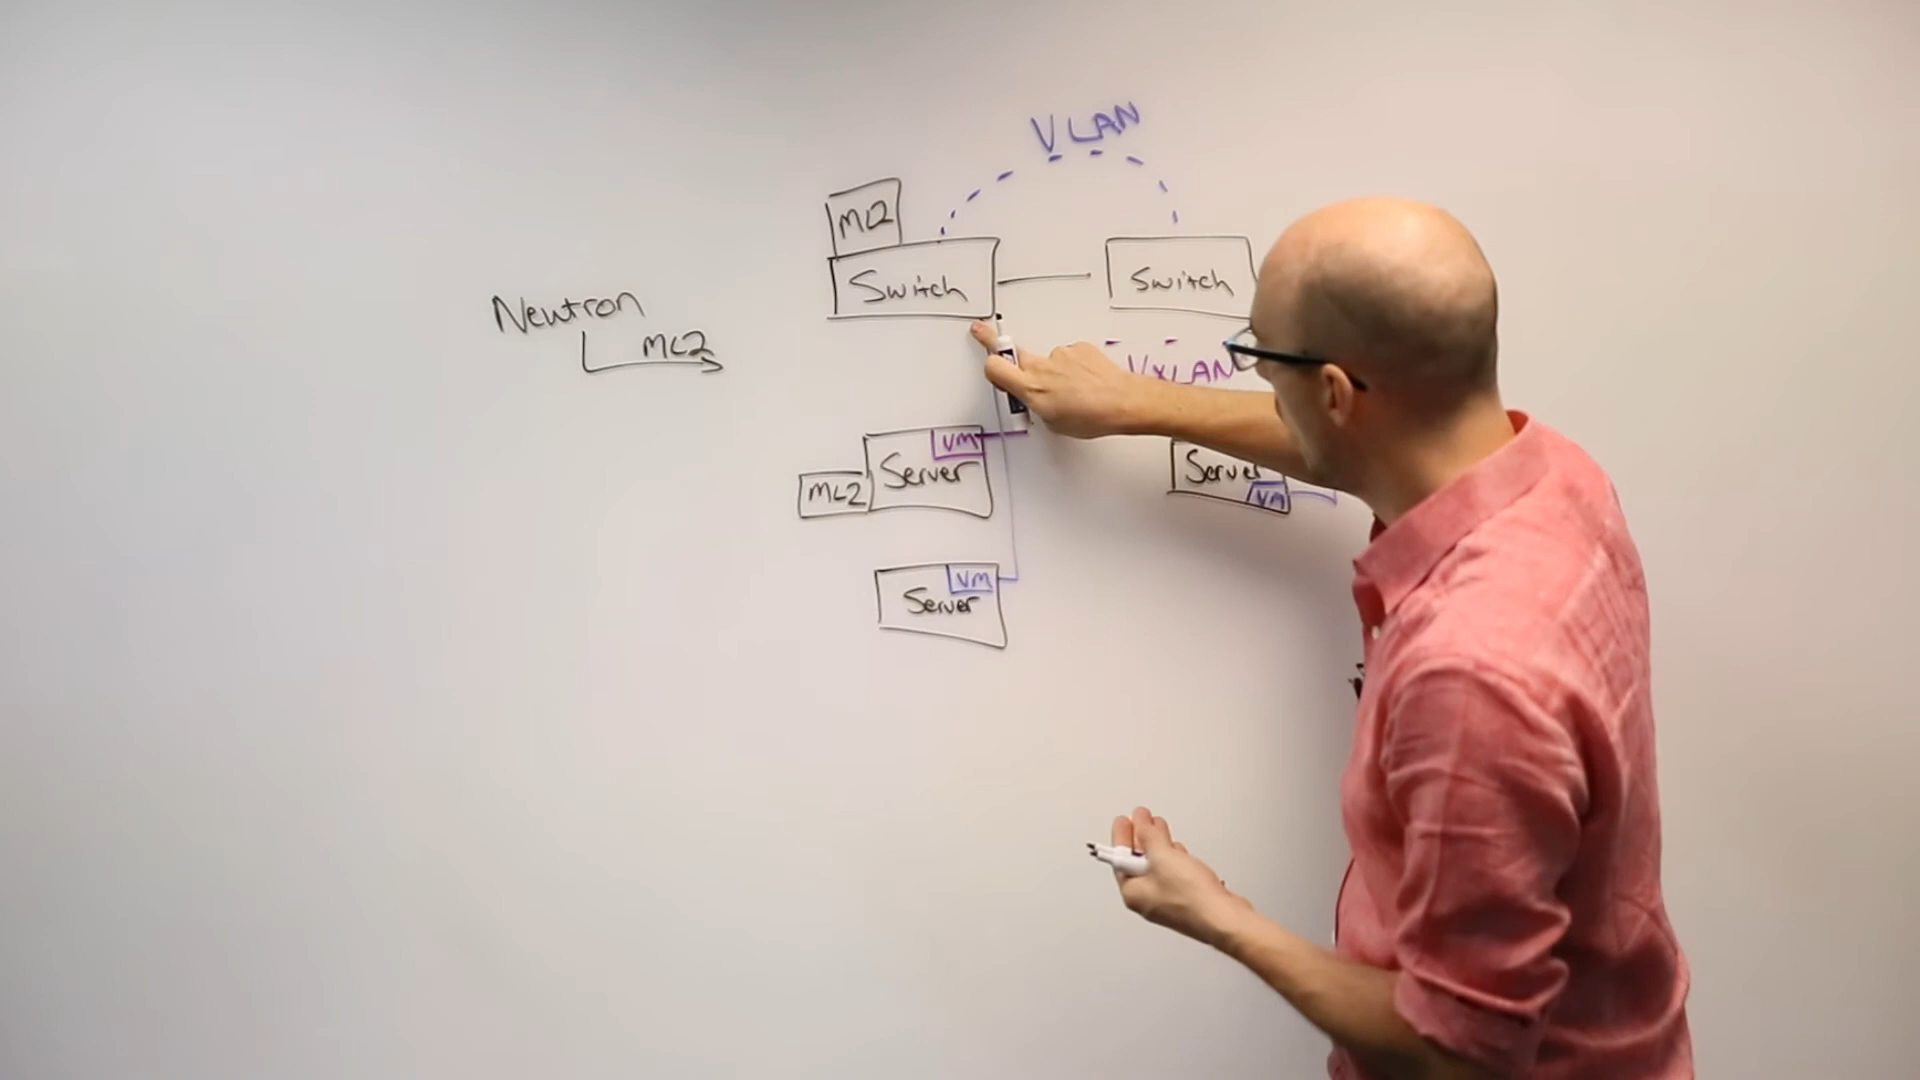 VLAN
ML2
Switch
Switch
Neutron
ML2
VXLAN
VM
Server
ML2
Server
VM
VM
Server